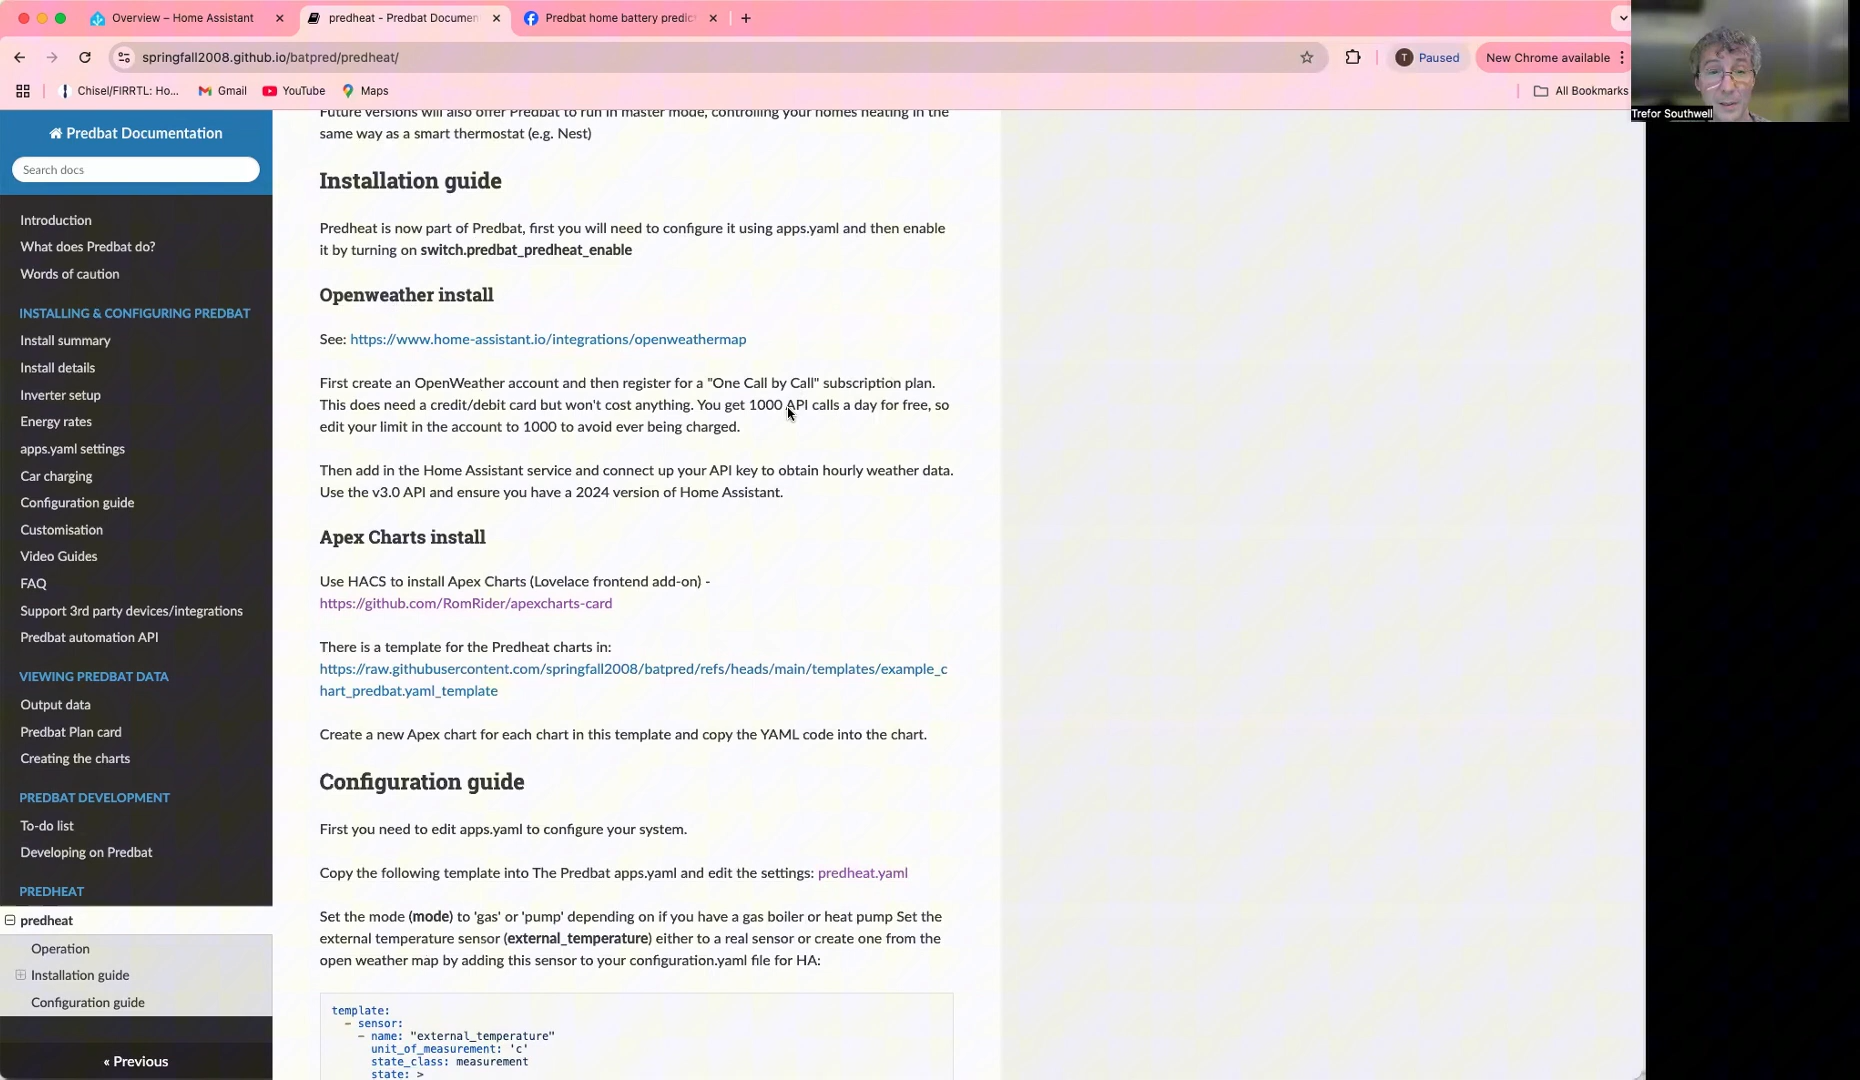 Overview – Home Assistant
predheat - Predbat Documen
Predbat home battery predic
springfall2008.github.io/batpred/predheat/
T
Paused
New Chrome available
Chisel/FIRRTL: Ho...
Gmail
YouTube
Maps
All Bookmarks
Trefor Southwell
Predbat Documentation
Search docs
Introduction
What does Predbat do?
Words of caution
INSTALLING & CONFIGURING PREDBAT
Install summary
Install details
Inverter setup
Energy rates
apps.yaml settings
Car charging
Configuration guide
Customisation
Video Guides
FAQ
Support 3rd party devices/integrations
Predbat automation API
VIEWING PREDBAT DATA
Output data
Predbat Plan card
Creating the charts
PREDBAT DEVELOPMENT
To-do list
Developing on Predbat
PREDHEAT
predheat
Operation
Installation guide
Configuration guide
« Previous
Future versions will also offer Predbat to run in master mode, controlling your homes heating in the
same way as a smart thermostat (e.g. Nest)
Installation guide
Predheat is now part of Predbat, first you will need to configure it using apps.yaml and then enable
it by turning on switch.predbat_predheat_enable
Openweather install
See: https://www.home-assistant.io/integrations/openweathermap
First create an OpenWeather account and then register for a "One Call by Call" subscription plan.
This does need a credit/debit card but won't cost anything. You get 1000 API calls a day for free, so
edit your limit in the account to 1000 to avoid ever being charged.
Then add in the Home Assistant service and connect up your API key to obtain hourly weather data.
Use the v3.0 API and ensure you have a 2024 version of Home Assistant.
Apex Charts install
Use HACS to install Apex Charts (Lovelace frontend add-on) -
https://github.com/RomRider/apexcharts-card
There is a template for the Predheat charts in:
https://raw.githubusercontent.com/springfall2008/batpred/refs/heads/main/templates/example_c
hart_predbat.yaml_template
Create a new Apex chart for each chart in this template and copy the YAML code into the chart.
Configuration guide
First you need to edit apps.yaml to configure your system.
Copy the following template into The Predbat apps.yaml and edit the settings: predheat.yaml
Set the mode (mode) to 'gas' or 'pump' depending on if you have a gas boiler or heat pump Set the
external temperature sensor (external_temperature) either to a real sensor or create one from the
open weather map by adding this sensor to your configuration.yaml file for HA:
template:
- sensor:
- name: "external_temperature"
unit_of_measurement: 'c'
state_class: measurement
state: >